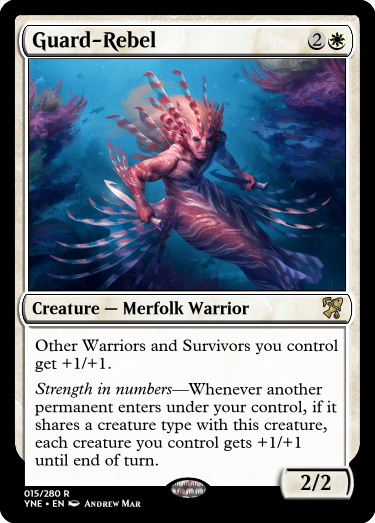 Guard-Rebel 2
Creature — Merfolk Warrior
Other Warriors and Survivors you control
get +1/+1.
Strength in numbers—Whenever another
permanent enters under your control, if it
shares a creature type with this creature,
each creature you control gets +1/+1
until end of turn.
2/2
015/280 R
YNE • EN Andrew Mar